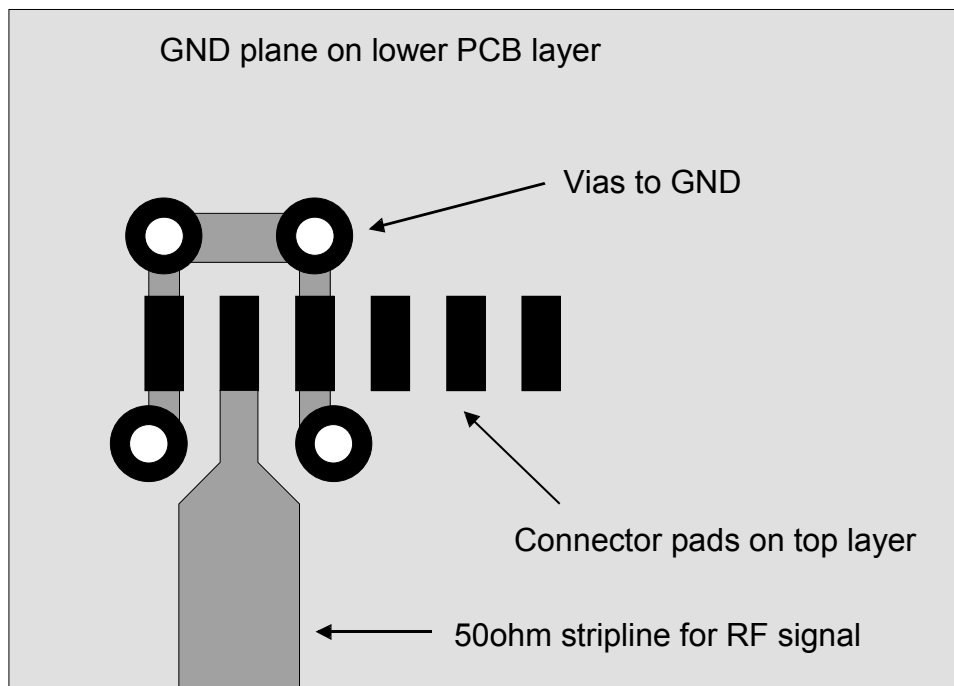 GND plane on lower PCB layer
Vias to GND
Connector pads on top layer
50ohm stripline for RF signal